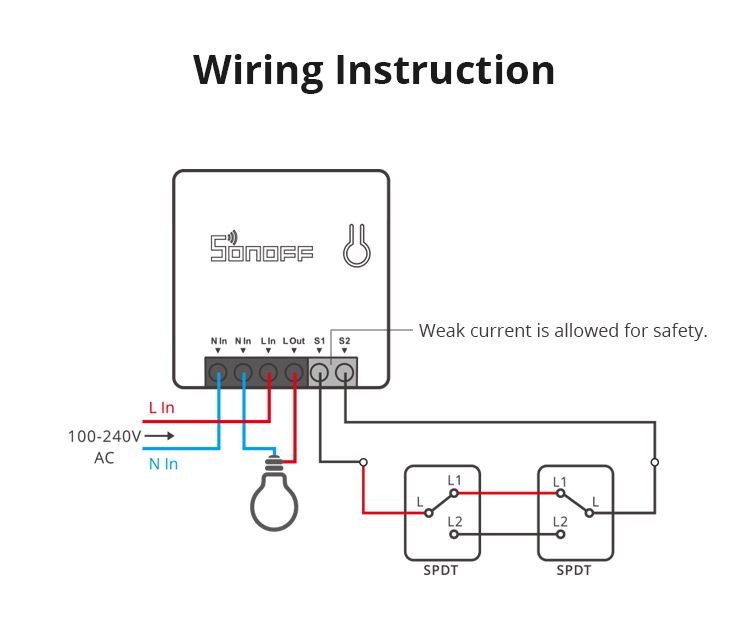 Wiring Instruction
SONOFF
N In N In L In L Out S1 S2
Weak current is allowed for safety.
L In
100-240V
AC
N In
L1 L1
L L
L2 L2
SPDT SPDT